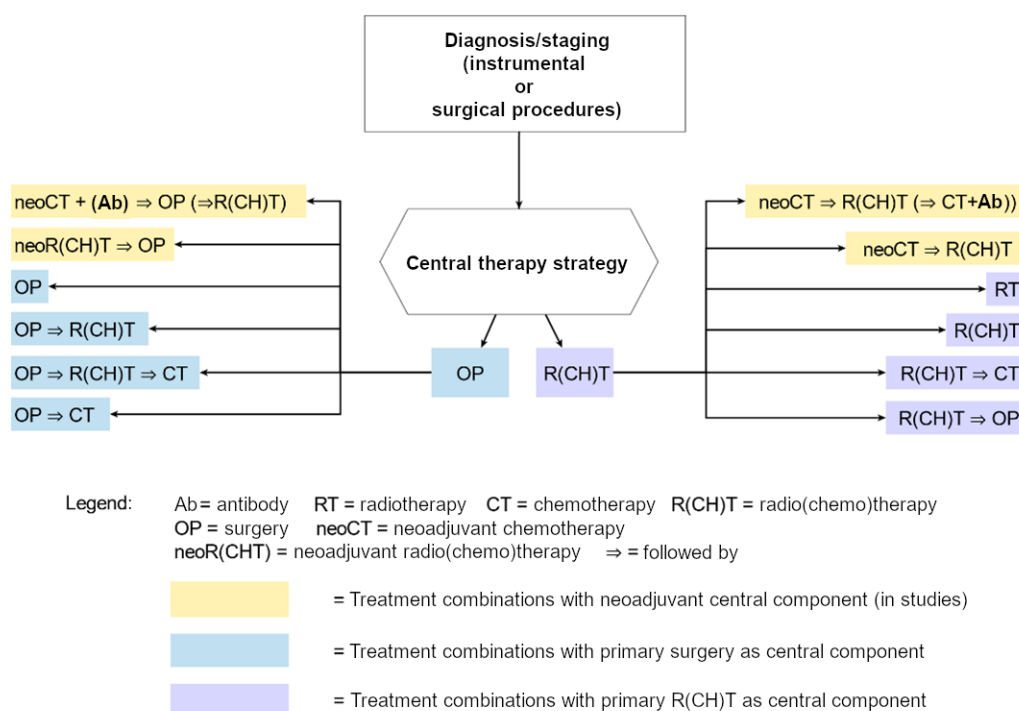 Diagnosis/staging
(instrumental
or
surgical procedures)
neoCT + (Ab) ⇒ OP (⇒R(CH)T)
neoR(CH)T ⇒ OP
OP
OP ⇒ R(CH)T
OP ⇒ R(CH)T ⇒ CT
OP ⇒ CT
Central therapy strategy
OP
R(CH)T
neoCT ⇒ R(CH)T (⇒ CT+Ab))
neoCT ⇒ R(CH)T
RT
R(CH)T
R(CH)T ⇒ CT
R(CH)T ⇒ OP
Legend: Ab= antibody RT = radiotherapy CT = chemotherapy R(CH)T = radio(chemo)therapy
OP = surgery neoCT = neoadjuvant chemotherapy
neoR(CHT) = neoadjuvant radio(chemo)therapy ⇒ = followed by
= Treatment combinations with neoadjuvant central component (in studies)
= Treatment combinations with primary surgery as central component
= Treatment combinations with primary R(CH)T as central component